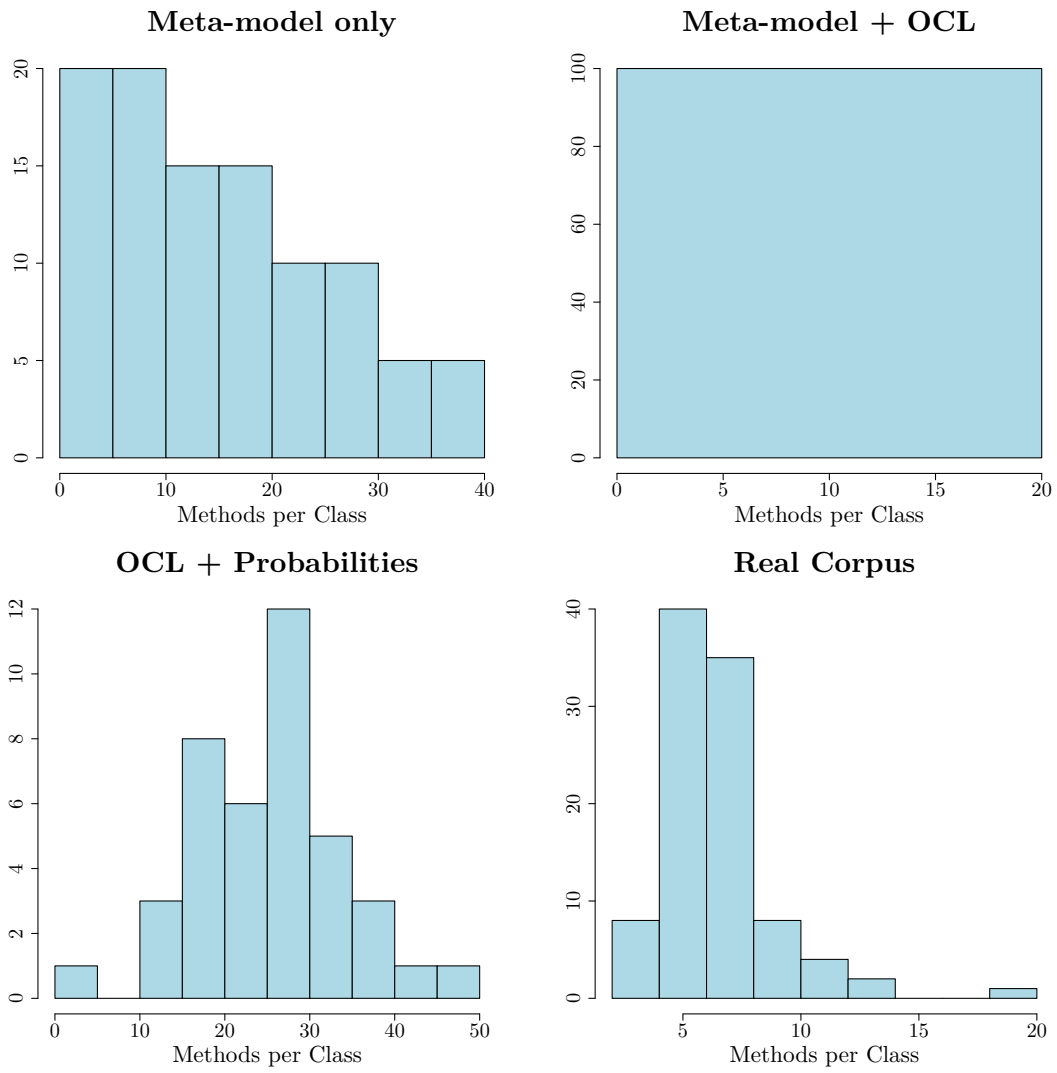 Meta-model only
20
15
10
5
0
0 10 20 30 40
Methods per Class
Meta-model + OCL
100
80
60
40
20
0
0 5 10 15 20
Methods per Class
OCL + Probabilities
12
10
8
6
4
2
0
0 10 20 30 40 50
Methods per Class
Real Corpus
40
30
20
10
0
5 10 15 20
Methods per Class